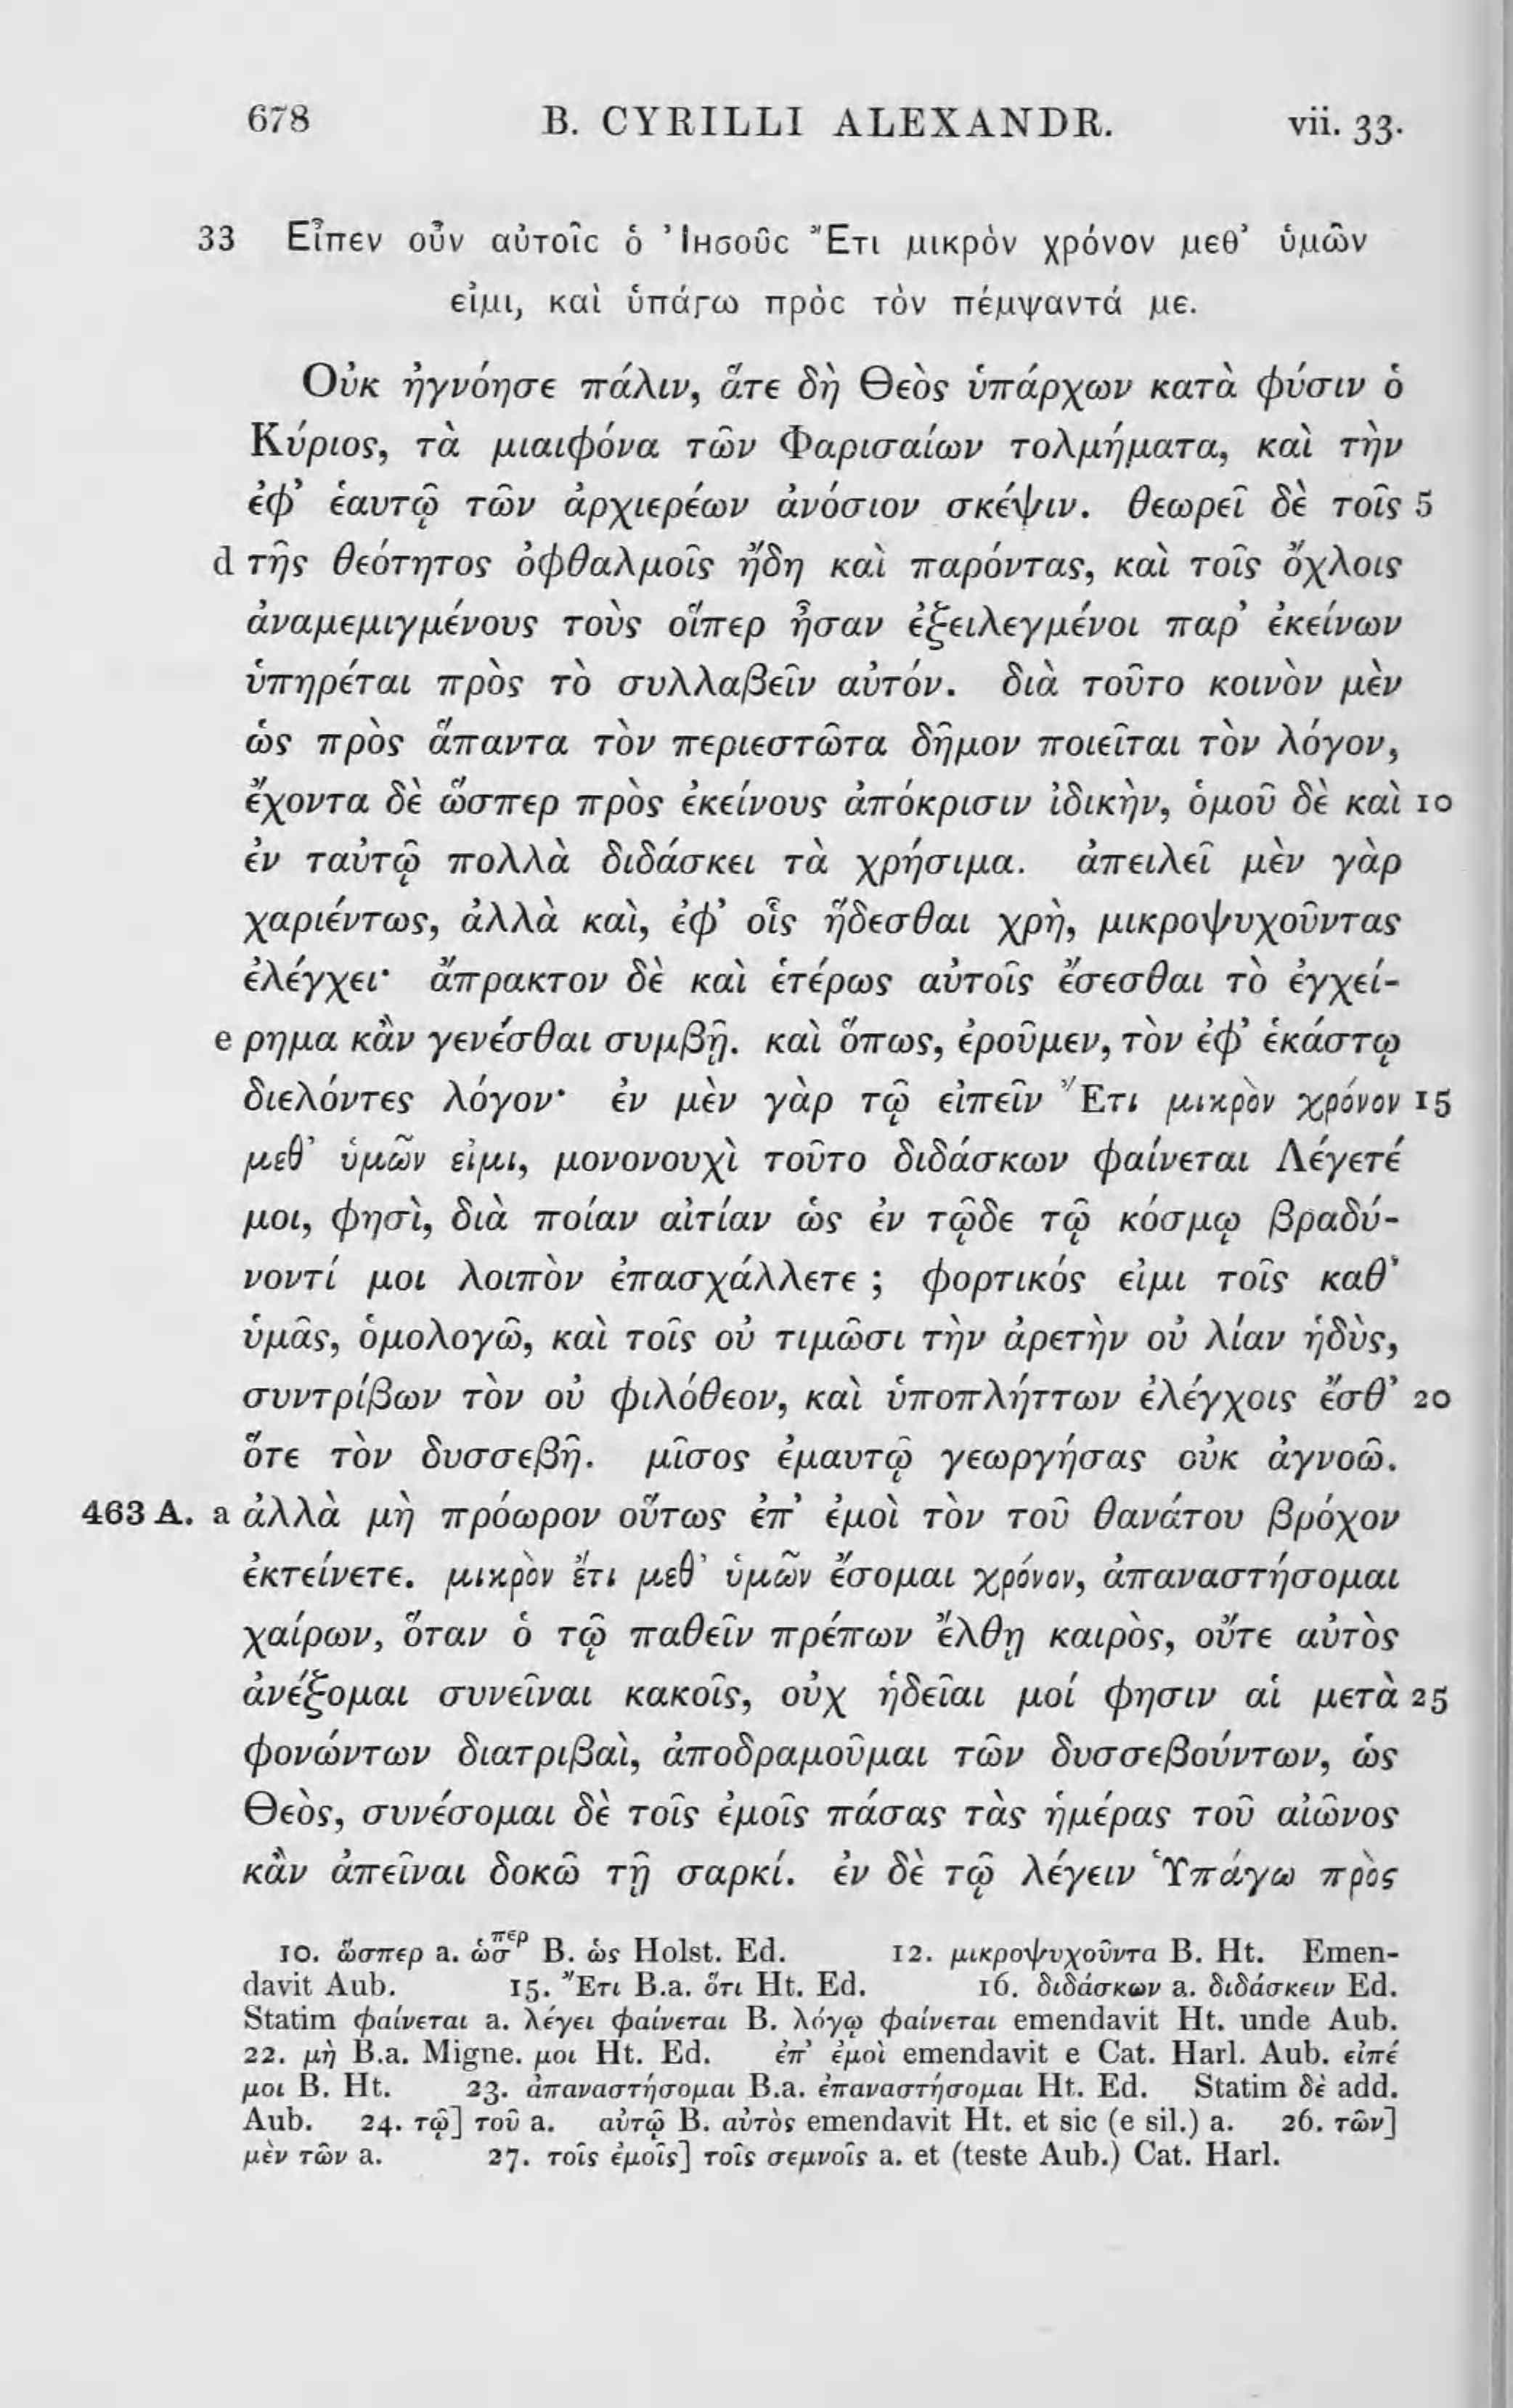 678 B. CYRILLI ALEXANDR. vii. 33.
33 Εἶπεν οὖν αὐτοῖς ὁ Ἰησοῦς Ἔτι μικρὸν χρόνον μεθ’ ὑμῶν
εἰμι, καὶ ὑπάγω πρὸς τὸν πέμψαντά με.
Οὐκ ἠγνόησε πάλιν, ἅτε δὴ Θεὸς ὑπάρχων κατὰ φύσιν ὁ
Κύριος, τὰ μιαιφόνα τῶν Φαρισαίων τολμήματα, καὶ τὴν
ἐφ’ ἑαυτῷ τῶν ἀρχιερέων ἀνόσιον σκέψιν. θεωρεῖ δὲ τοῖς 5
d τῆς θεότητος ὀφθαλμοῖς ἤδη καὶ παρόντας, καὶ τοῖς ὄχλοις
ἀναμεμιγμένους τοὺς οἵπερ ἦσαν ἐξειλεγμένοι παρ’ ἐκείνων
ὑπηρέται πρὸς τὸ συλλαβεῖν αὐτόν. διὰ τοῦτο κοινὸν μὲν
ὡς πρὸς ἅπαντα τὸν περιεστῶτα δῆμον ποιεῖται τὸν λόγον,
ἔχοντα δὲ ὥσπερ πρὸς ἐκείνους ἀπόκρισιν ἰδικὴν, ὁμοῦ δὲ καὶ 10
ἐν ταὐτῷ πολλὰ διδάσκει τὰ χρήσιμα. ἀπειλεῖ μὲν γὰρ
χαριέντως, ἀλλὰ καὶ, ἐφ’ οἷς ἥδεσθαι χρὴ, μικροψυχοῦντας
ἐλέγχει· ἄπρακτον δὲ καὶ ἑτέρως αὐτοῖς ἔσεσθαι τὸ ἐγχεί-
e ρημα κἂν γενέσθαι συμβῇ. καὶ ὅπως, ἐροῦμεν, τὸν ἐφ’ ἑκάστῳ
διελόντες λόγον· ἐν μὲν γὰρ τῷ εἰπεῖν Ἔτι μικρὸν χρόνον 15
μεθ’ ὑμῶν εἰμι, μονονουχὶ τοῦτο διδάσκων φαίνεται Λέγετέ
μοι, φησὶ, διὰ ποίαν αἰτίαν ὡς ἐν τῷδε τῷ κόσμῳ βραδύ-
νοντί μοι λοιπὸν ἐπασχάλλετε ; φορτικός εἰμι τοῖς καθ’
ὑμᾶς, ὁμολογῶ, καὶ τοῖς οὐ τιμῶσι τὴν ἀρετὴν οὐ λίαν ἡδὺς,
συντρίβων τὸν οὐ φιλόθεον, καὶ ὑποπλήττων ἐλέγχοις ἔσθ’ 20
ὅτε τὸν δυσσεβῆ. μῖσος ἐμαυτῷ γεωργήσας οὐκ ἀγνοῶ.
463 A. a ἀλλὰ μὴ πρόωρον οὕτως ἐπ’ ἐμοὶ τὸν τοῦ θανάτου βρόχον
ἐκτείνετε. μικρὸν ἔτι μεθ’ ὑμῶν ἔσομαι χρόνον, ἀπαναστήσομαι
χαίρων, ὅταν ὁ τῷ παθεῖν πρέπων ἔλθῃ καιρὸς, οὔτε αὐτὸς
ἀνέξομαι συνεῖναι κακοῖς, οὐχ ἡδεῖαι μοί φησιν αἱ μετὰ 25
φονώντων διατριβαὶ, ἀποδραμοῦμαι τῶν δυσσεβούντων, ὡς
Θεὸς, συνέσομαι δὲ τοῖς ἐμοῖς πάσας τὰς ἡμέρας τοῦ αἰῶνος
κἂν ἀπεῖναι δοκῶ τῇ σαρκί. ἐν δὲ τῷ λέγειν Ὑπάγω πρὸς
10. ὥσπερ a. ὡσπερ B. ὡς Holst. Ed. 12. μικροψυχοῦντα B. Ht. Emen-
davit Aub. 15. Ἔτι B.a. ὅτι Ht. Ed. 16. διδάσκων a. διδάσκειν Ed.
Statim φαίνεται a. λέγει φαίνεται B. λόγῳ φαίνεται emendavit Ht. unde Aub.
22. μὴ B.a. Migne. μοι Ht. Ed. ἐπ’ ἐμοὶ emendavit e Cat. Harl. Aub. εἰπέ
μοι B. Ht. 23. ἀπαναστήσομαι B.a. ἐπαναστήσομαι Ht. Ed. Statim δὲ add.
Aub. 24. τῷ] τοῦ a. αὐτῷ B. αὐτὸς emendavit Ht. et sic (e sil.) a. 26. τῶν]
μὲν τῶν a. 27. τοῖς ἐμοῖς] τοῖς σεμνοῖς a. et (teste Aub.) Cat. Harl.